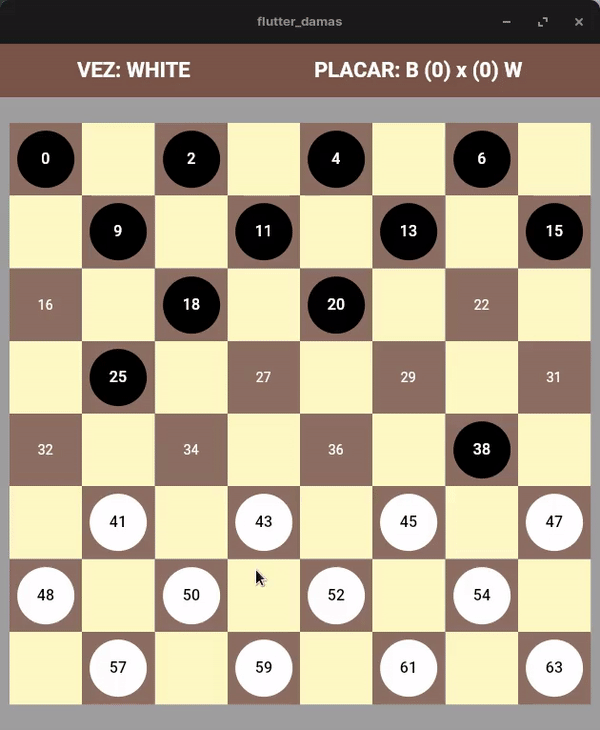 flutter_damas
VEZ: WHITE PLACAR: B (0) x (0) W
0 2 4 6
9 11 13 15
16 18 20 22
25 27 29 31
32 34 36 38
41 43 45 47
48 50 52 54
57 59 61 63